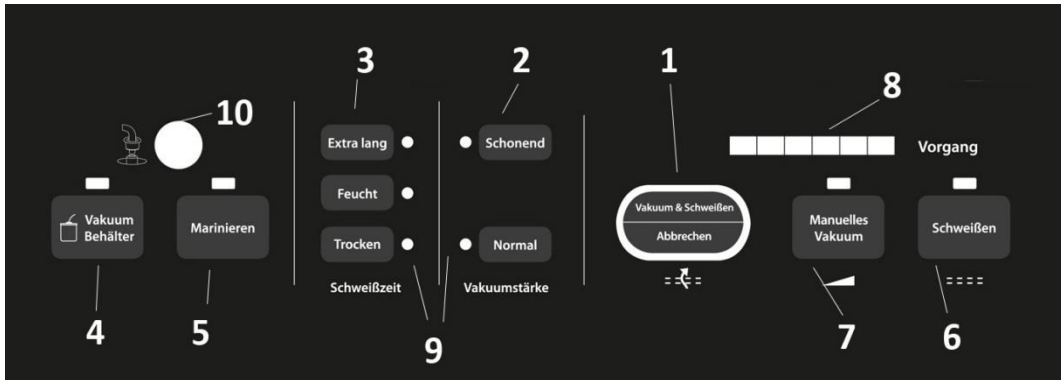 3
2
1
8
10
Extra lang
Schonend
Vorgang
Feucht
Vakuum
Behälter
Marinieren
Trocken
Normal
Vakuum & Schweißen
Abbrechen
Manuelles
Vakuum
Schweißen
Schweißzeit
Vakuumstärke
4
5
9
7
6